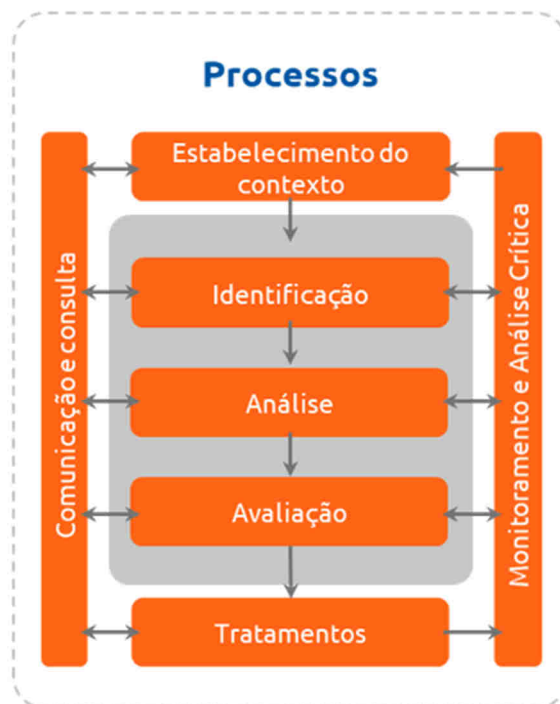 Processos
Estabelecimento do
contexto
Identificação
Análise
Avaliação
Tratamentos
Comunicação e consulta
Monitoramento e Análise Crítica